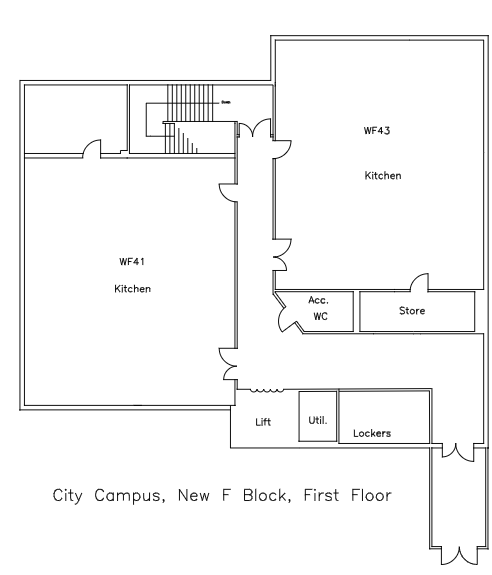 WF43
Kitchen
WF41
Kitchen
Acc.
WC
Store
Lift
Util.
Lockers
City Campus, New F Block, First Floor